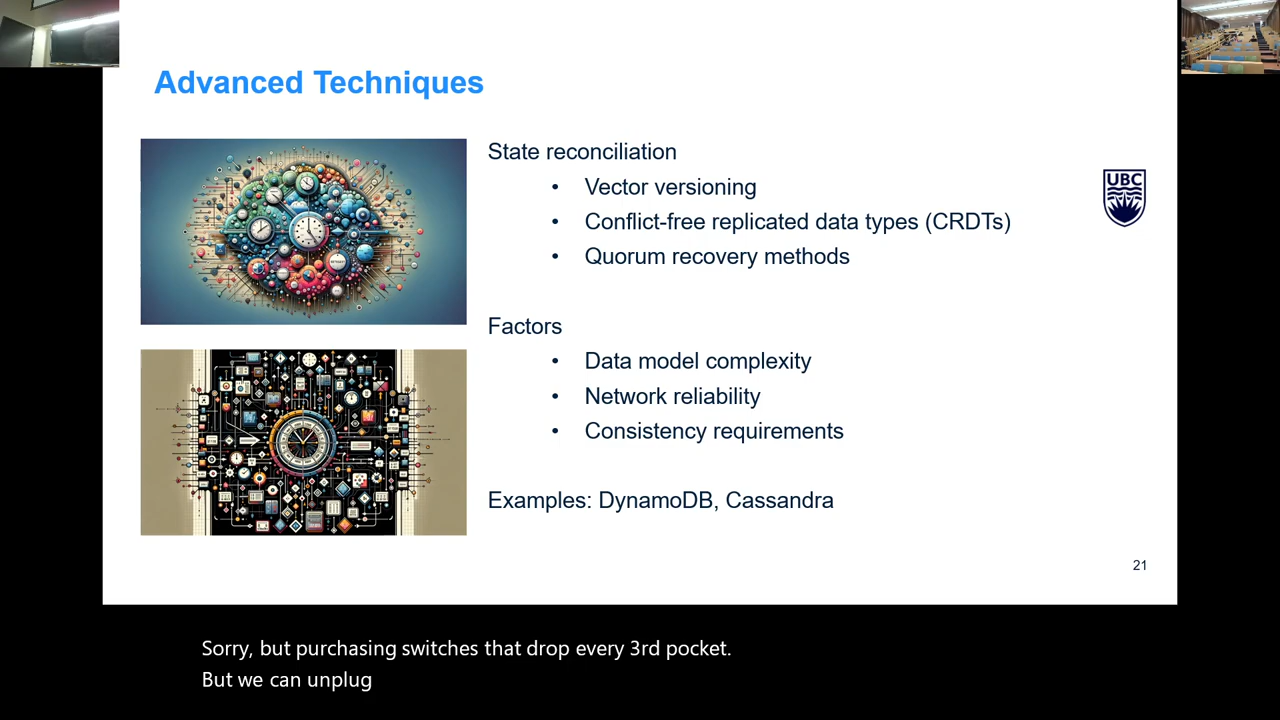 Advanced Techniques
State reconciliation
• Vector versioning
• Conflict-free replicated data types (CRDTs)
• Quorum recovery methods
UBC
Factors
• Data model complexity
• Network reliability
• Consistency requirements
Examples: DynamoDB, Cassandra
21
Sorry, but purchasing switches that drop every 3rd pocket.
But we can unplug